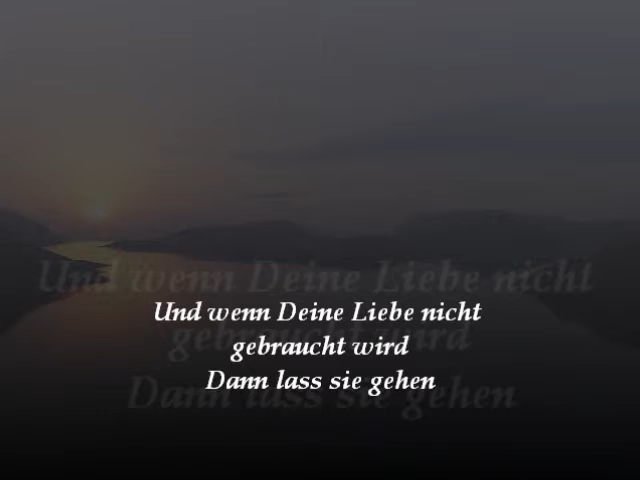 Und wenn Deine Liebe nicht
gebraucht wird
Dann lass sie gehen